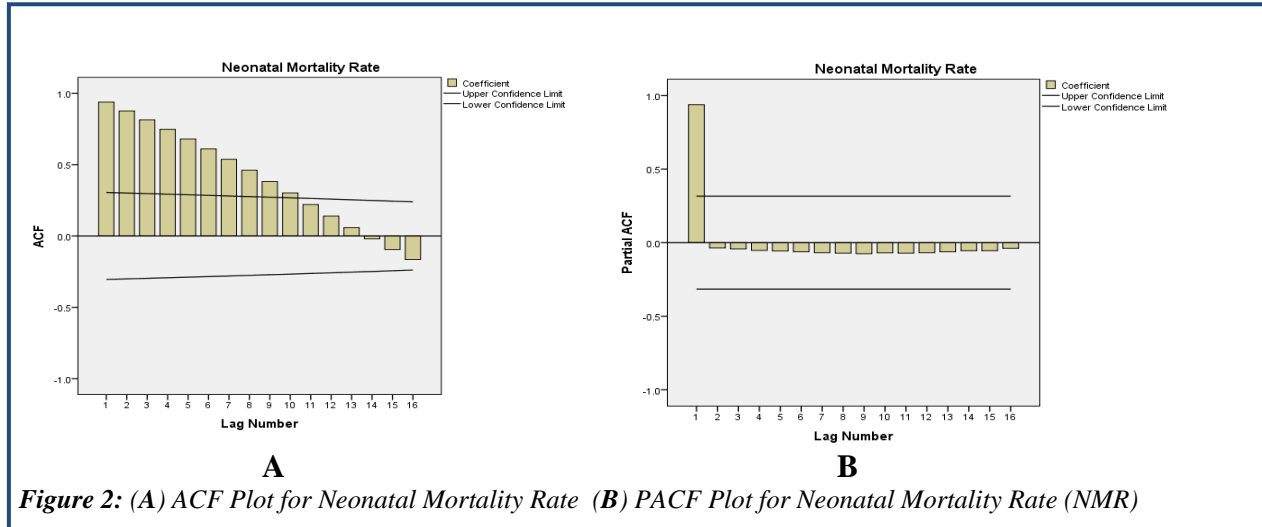 Neonatal Mortality Rate
Coefficient
Upper Confidence Limit
Lower Confidence Limit
1.0
0.5
0.0
-0.5
-1.0
ACF
1 2 3 4 5 6 7 8 9 10 11 12 13 14 15 16
Lag Number
A
Neonatal Mortality Rate
Coefficient
Upper Confidence Limit
Lower Confidence Limit
1.0
0.5
0.0
-0.5
-1.0
Partial ACF
1 2 3 4 5 6 7 8 9 10 11 12 13 14 15 16
Lag Number
B
Figure 2: (A) ACF Plot for Neonatal Mortality Rate (B) PACF Plot for Neonatal Mortality Rate (NMR)